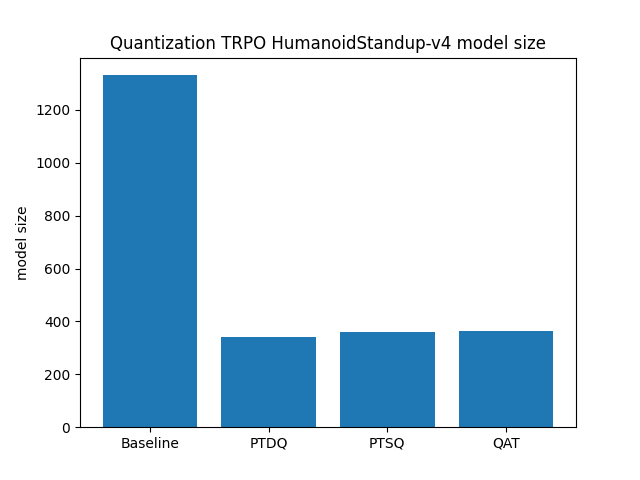 Quantization TRPO HumanoidStandup-v4 model size
model size
1200
1000
800
600
400
200
0
Baseline PTDQ PTSQ QAT